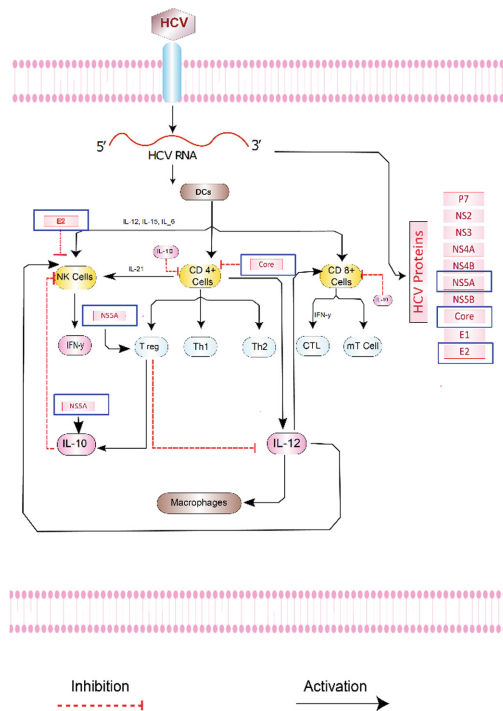 HCV
5′ 3′
HCV RNA
DCs
E2
IL-12, IL-15, IL_6
IL-10
Core
NK Cells
IL-21
CD 4+
Cells
CD 8+
Cells
IL-10
NS5A
IFN-y
T reg
Th1
Th2
IFN-y
CTL
mT Cell
NS5A
IL-10
IL-12
Macrophages
HCV Proteins
P7
NS2
NS3
NS4A
NS4B
NS5A
NS5B
Core
E1
E2
Inhibition
Activation